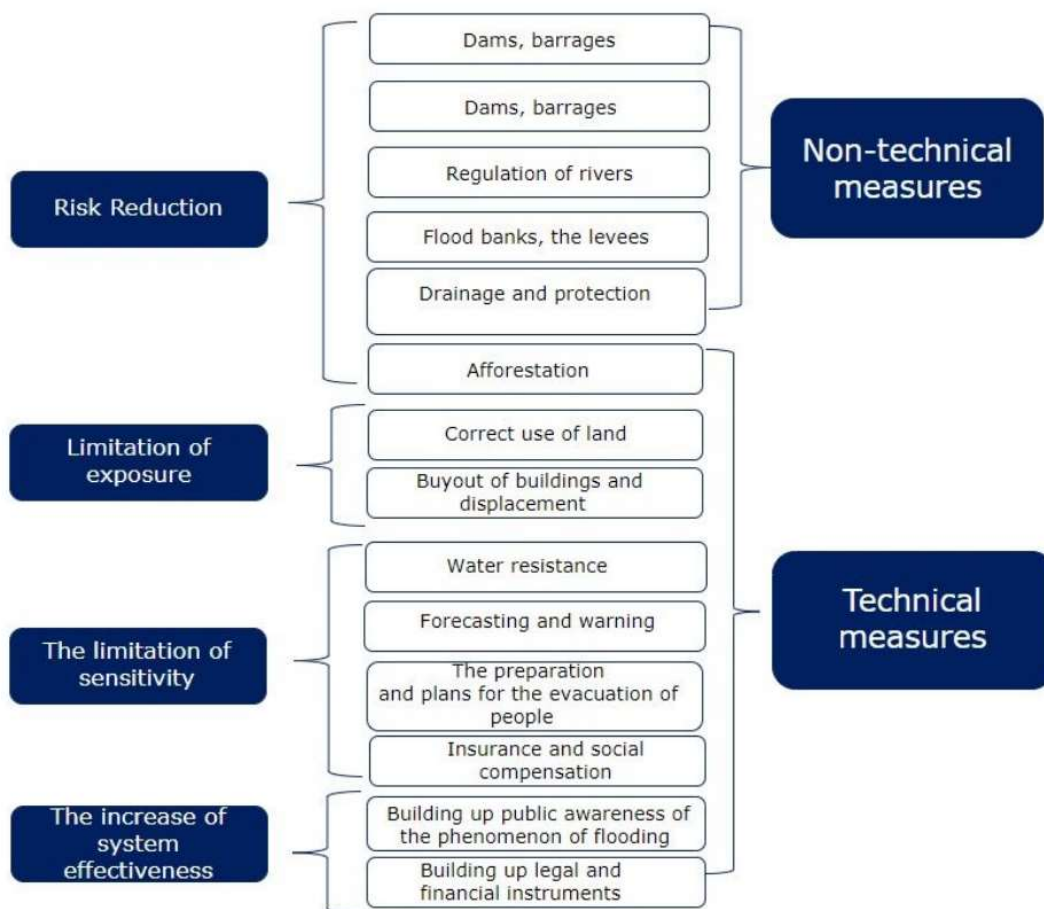 Risk Reduction
Dams, barrages
Dams, barrages
Regulation of rivers
Flood banks, the levees
Drainage and protection
Afforestation
Non-technical
measures
Limitation of
exposure
Correct use of land
Buyout of buildings and
displacement
The limitation of
sensitivity
Water resistance
Forecasting and warning
The preparation
and plans for the evacuation of
people
Insurance and social
compensation
Technical
measures
The increase of
system
effectiveness
Building up public awareness of
the phenomenon of flooding
Building up legal and
financial instruments